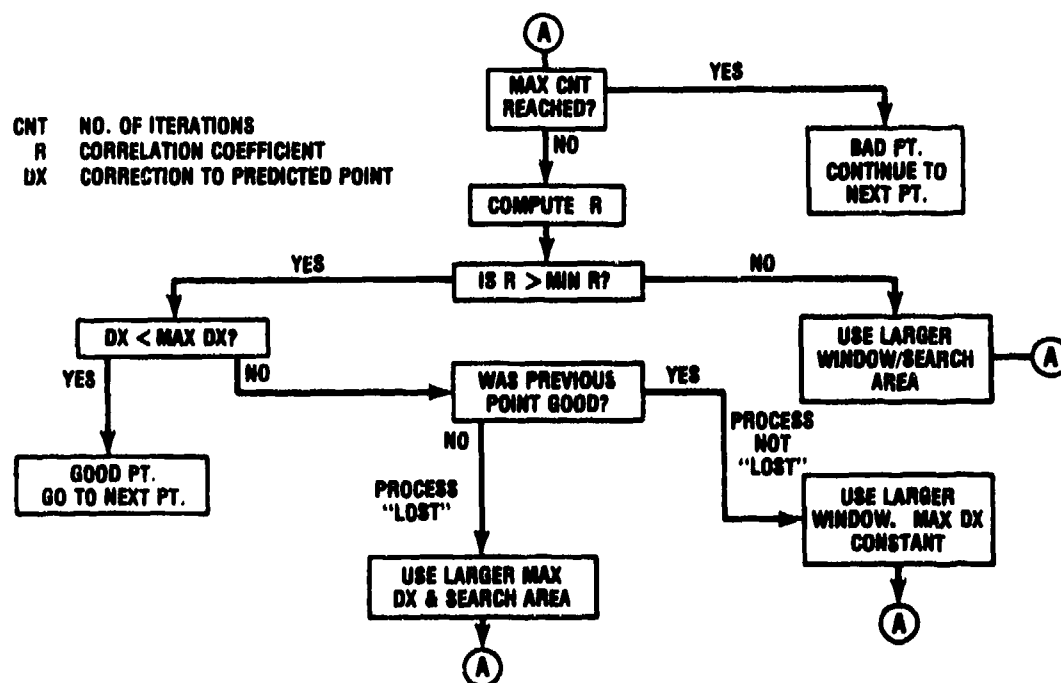 A
MAX CNT
REACHED?
YES
NO
CNT NO. OF ITERATIONS
R CORRELATION COEFFICIENT
DX CORRECTION TO PREDICTED POINT
BAD PT.
CONTINUE TO
NEXT PT.
COMPUTE R
YES
IS R > MIN R?
NO
DX < MAX DX?
USE LARGER
WINDOW/SEARCH
AREA
A
YES
NO
WAS PREVIOUS
POINT GOOD?
YES
NO
PROCESS
NOT
"LOST"
GOOD PT.
GO TO NEXT PT.
PROCESS
"LOST"
USE LARGER
WINDOW. MAX DX
CONSTANT
USE LARGER MAX
DX & SEARCH AREA
A
A